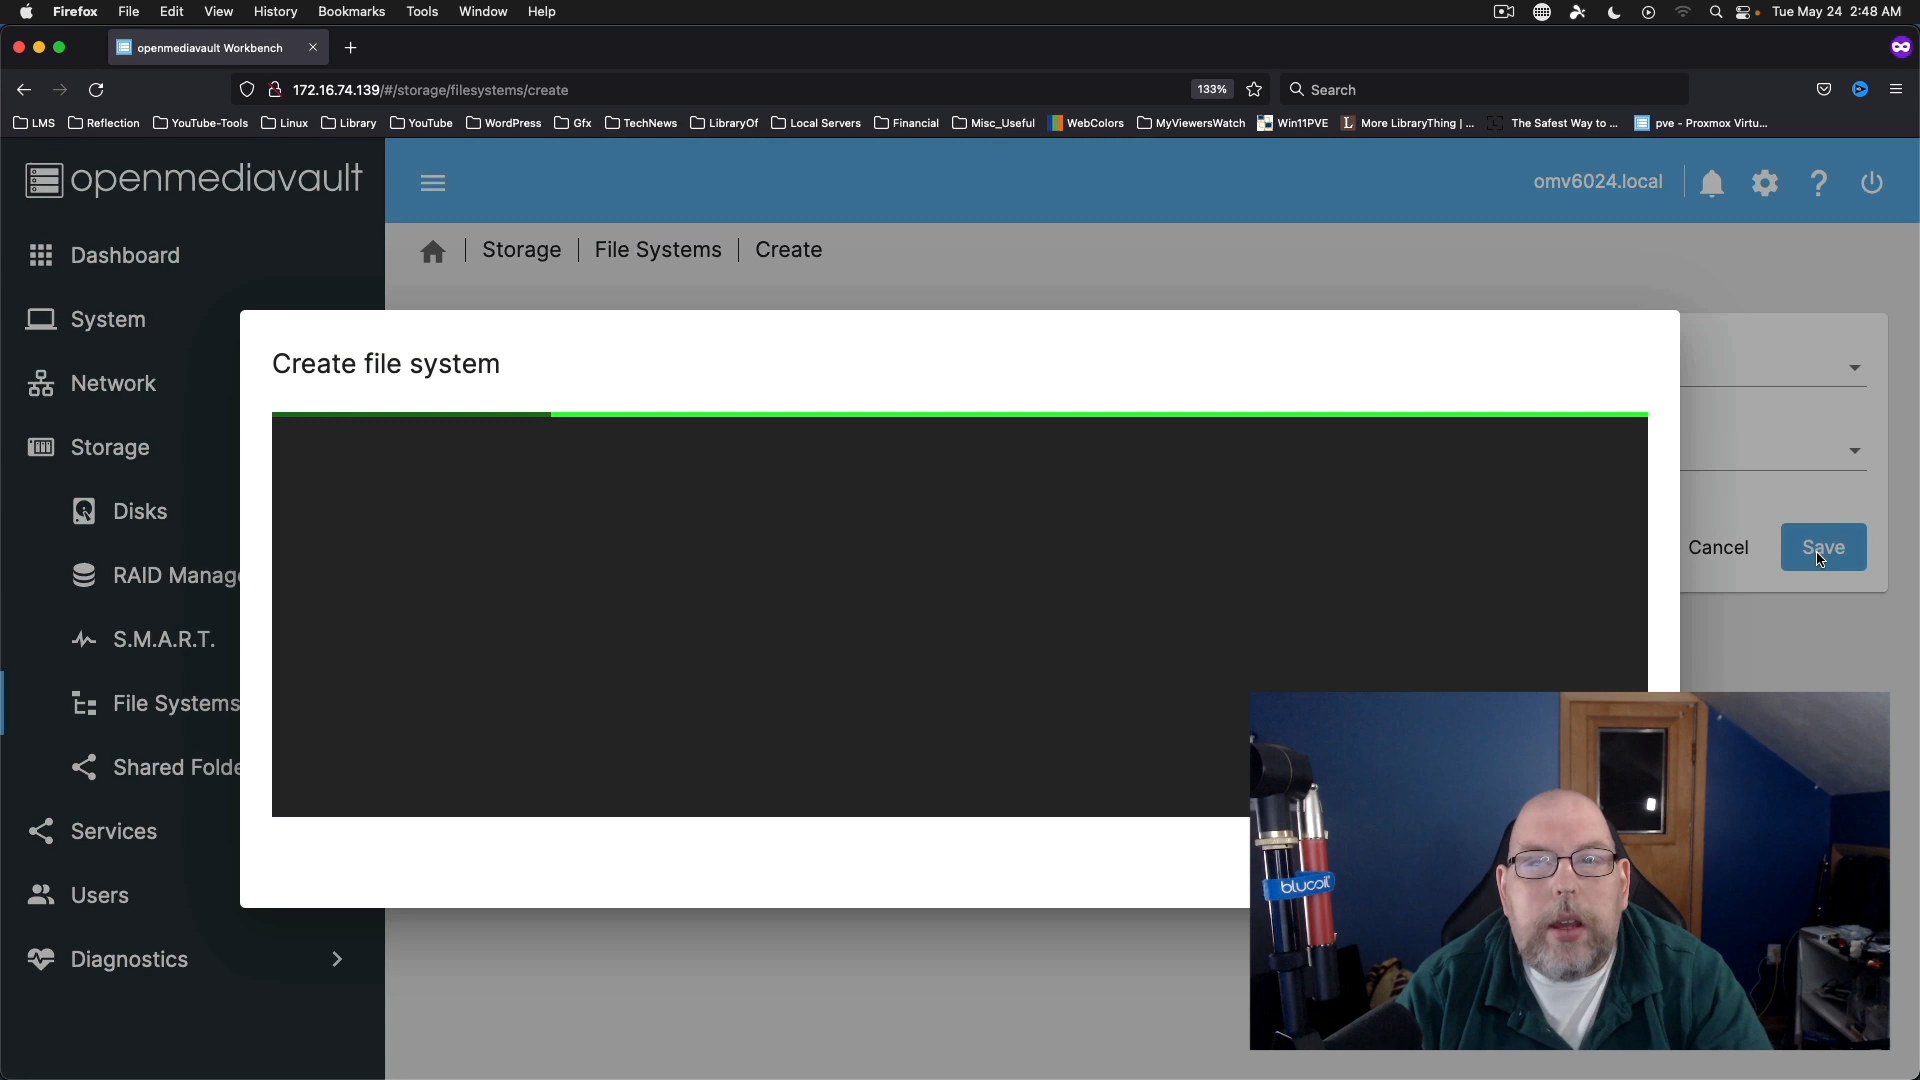 Firefox File Edit View History Bookmarks Tools Window Help Tue May 24 2:48 AM
openmediavault Workbench
172.16.74.139/#/storage/filesystems/create 133% Search
LMS Reflection YouTube-Tools Linux Library YouTube WordPress Gfx TechNews LibraryOf Local Servers Financial Misc_Useful WebColors MyViewersWatch Win11PVE More LibraryThing | ... The Safest Way to ... pve - Proxmox Virtu...
openmediavault
omv6024.local
Storage | File Systems | Create
Dashboard
System
Network
Storage
Disks
RAID Manage
S.M.A.R.T.
File Systems
Shared Folde
Services
Users
Diagnostics
Create file system
Cancel Save
blucoil